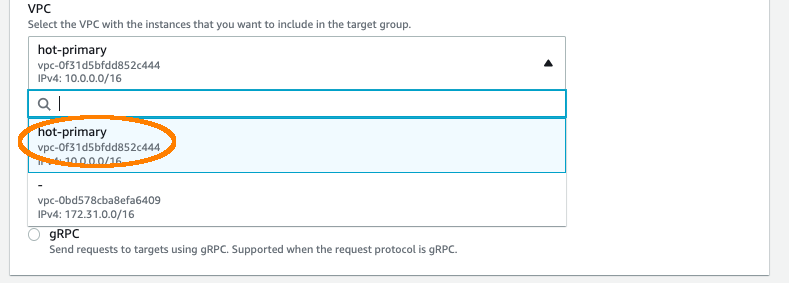 VPC
Select the VPC with the instances that you want to include in the target group.
hot-primary
vpc-0f31d5bfdd852c444
IPv4: 10.0.0.0/16
hot-primary
vpc-0f31d5bfdd852c444
IPv4: 10.0.0.0/16
-
vpc-0bd578cba8efa6409
IPv4: 172.31.0.0/16
gRPC
Send requests to targets using gRPC. Supported when the request protocol is gRPC.